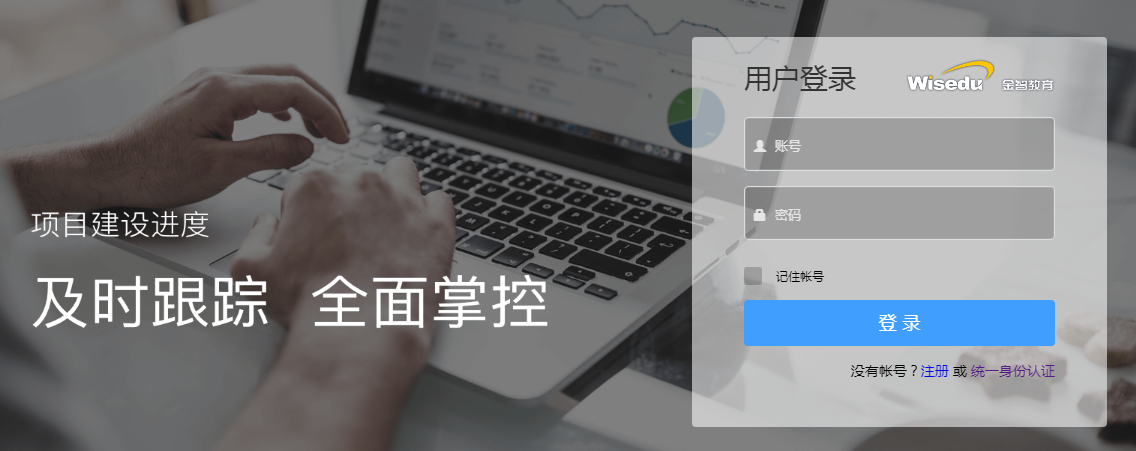 项目建设进度
及时跟踪 全面掌控
用户登录
Wisedu 金智教育
账号
密码
记住帐号
登 录
没有帐号？注册 或 统一身份认证